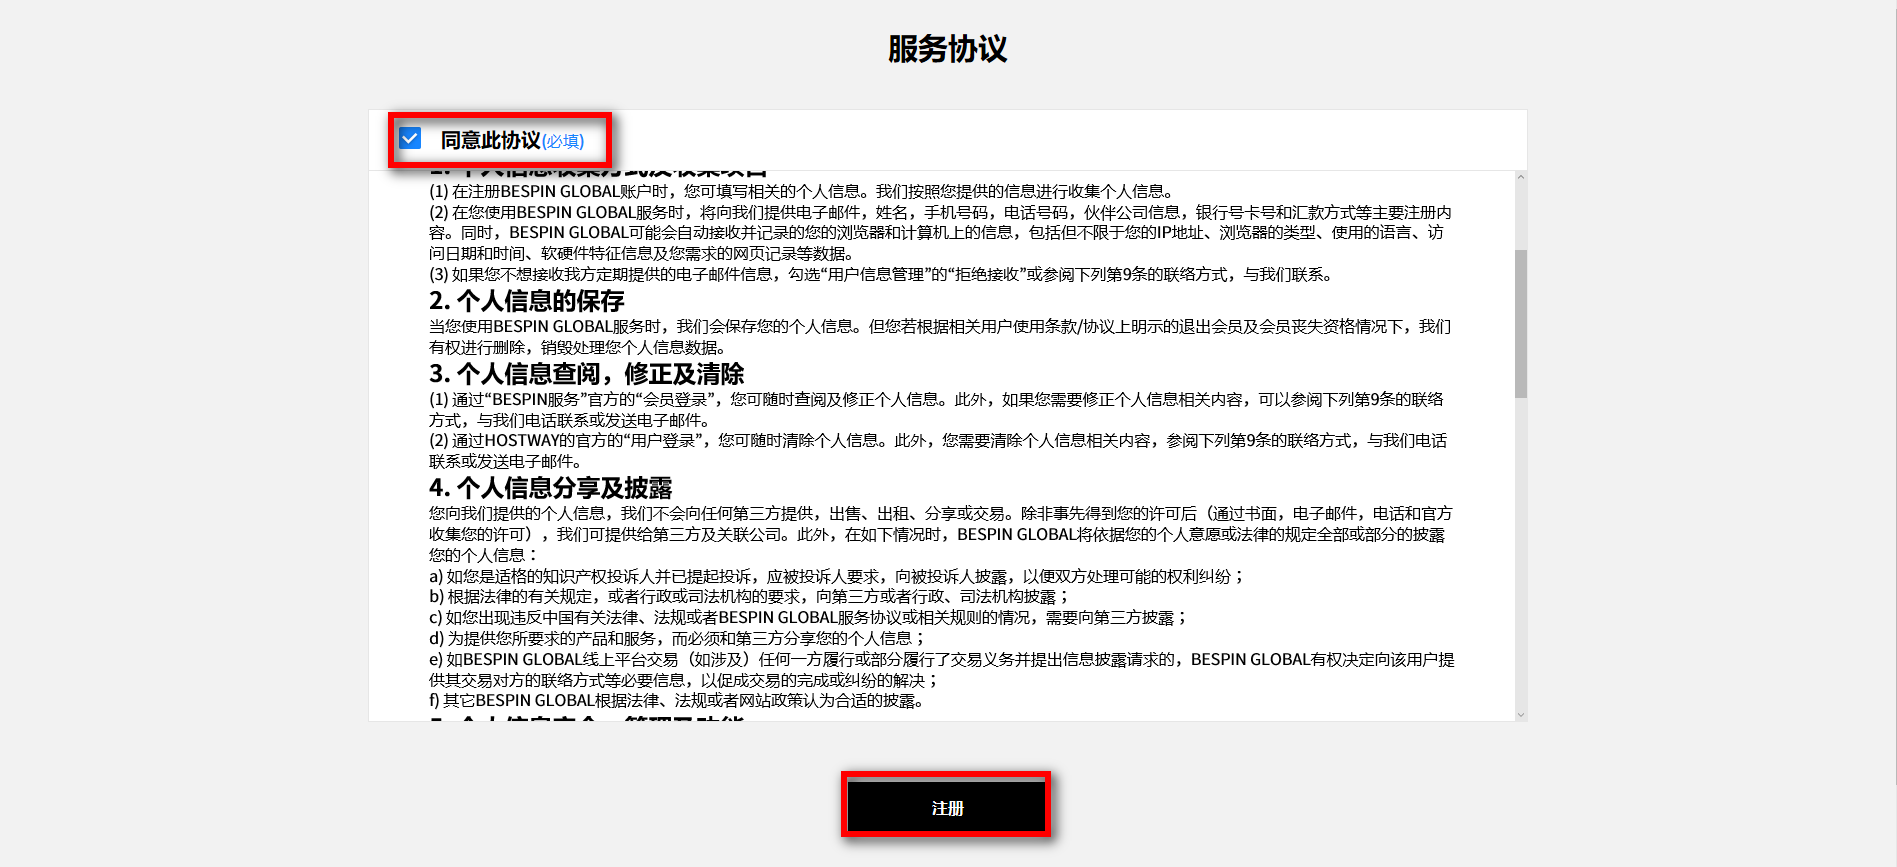 服务协议
同意此协议(必填)
1. 个人信息收集方式及收集项目
(1) 在注册BESPIN GLOBAL账户时，您可填写相关的个人信息。我们按照您提供的信息进行收集个人信息。
(2) 在您使用BESPIN GLOBAL服务时，将向我们提供电子邮件，姓名，手机号码，电话号码，伙伴公司信息，银行号卡号和汇款方式等主要注册内
容。同时，BESPIN GLOBAL可能会自动接收并记录的您的浏览器和计算机上的信息，包括但不限于您的IP地址、浏览器的类型、使用的语言、访
问日期和时间、软硬件特征信息及您需求的网页记录等数据。
(3) 如果您不想接收我方定期提供的电子邮件信息，勾选“用户信息管理”的“拒绝接收”或参阅下列第9条的联络方式，与我们联系。
2. 个人信息的保存
当您使用BESPIN GLOBAL服务时，我们会保存您的个人信息。但您若根据相关用户使用条款/协议上明示的退出会员及会员丧失资格情况下，我们
有权进行删除，销毁处理您个人信息数据。
3. 个人信息查阅，修正及清除
(1) 通过“BESPIN服务”官方的“会员登录”，您可随时查阅及修正个人信息。此外，如果您需要修正个人信息相关内容，可以参阅下列第9条的联络
方式，与我们电话联系或发送电子邮件。
(2) 通过HOSTWAY的官方的“用户登录”，您可随时清除个人信息。此外，您需要清除个人信息相关内容，参阅下列第9条的联络方式，与我们电话
联系或发送电子邮件。
4. 个人信息分享及披露
您向我们提供的个人信息，我们不会向任何第三方提供，出售、出租、分享或交易。除非事先得到您的许可后（通过书面，电子邮件，电话和官方
收集您的许可），我们可提供给第三方及关联公司。此外，在如下情况时，BESPIN GLOBAL将依据您的个人意愿或法律的规定全部或部分的披露
您的个人信息：
a) 如您是适格的知识产权投诉人并已提起投诉，应被投诉人要求，向被投诉人披露，以便双方处理可能的权利纠纷；
b) 根据法律的有关规定，或者行政或司法机构的要求，向第三方或者行政、司法机构披露；
c) 如您出现违反中国有关法律、法规或者BESPIN GLOBAL服务协议或相关规则的情况，需要向第三方披露；
d) 为提供您所要求的产品和服务，而必须和第三方分享您的个人信息；
e) 如BESPIN GLOBAL线上平台交易（如涉及）任何一方履行或部分履行了交易义务并提出信息披露请求的，BESPIN GLOBAL有权决定向该用户提
供其交易对方的联络方式等必要信息，以促成交易的完成或纠纷的解决；
f) 其它BESPIN GLOBAL根据法律、法规或者网站政策认为合适的披露。
5. 个人信息安全，管理及功能
注册